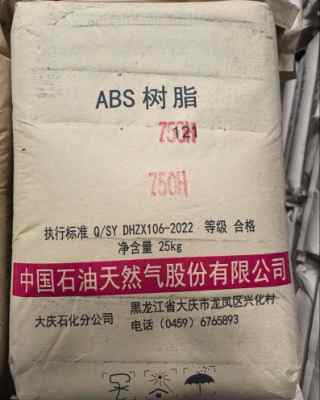 ABS 树脂
750H
121
750H
执行标准 Q/SY DHZX106-2022 等级 合格
净含量 25kg
中国石油天然气股份有限公司
大庆石化分公司
黑龙江省大庆市龙凤区兴化村
电话 (0459) 6765893